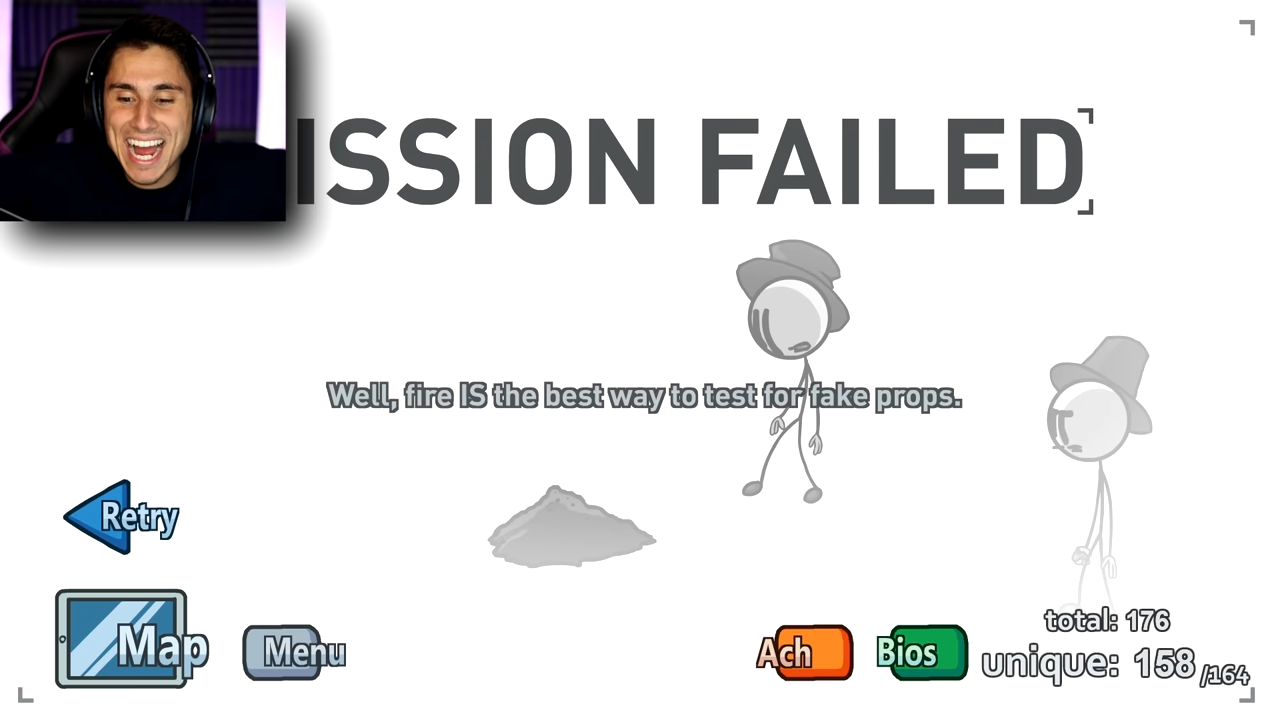 ISSION FAILED
Well, fire IS the best way to test for fake props.
Retry
Map
Menu
Ach
Bios
total: 176
unique: 158/164